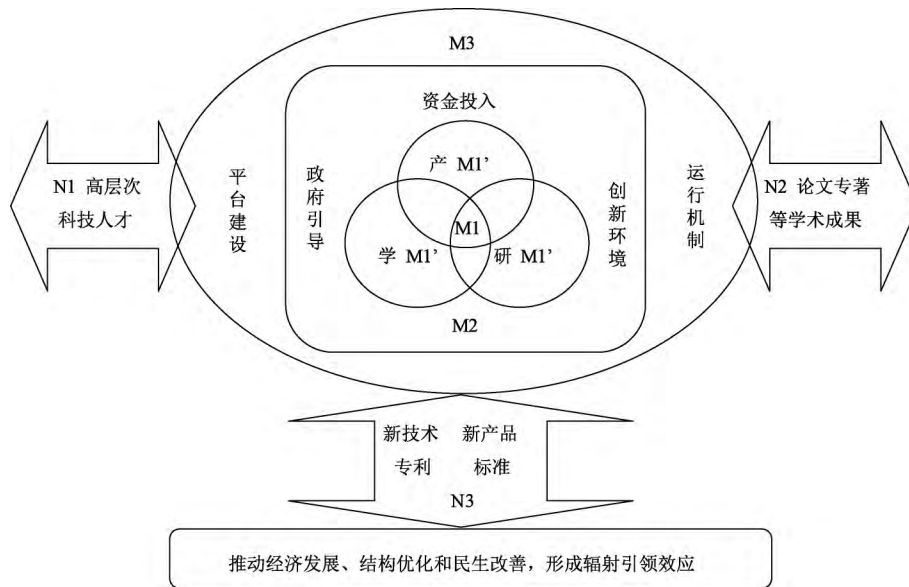 M3
资金投入
产 M1’
N1 高层次
科技人才
平台建设
政府引导
M1
学 M1’
研 M1’
创新环境
运行机制
N2 论文专著
等学术成果
M2
新技术 新产品
专利 标准
N3
推动经济发展、结构优化和民生改善，形成辐射引领效应